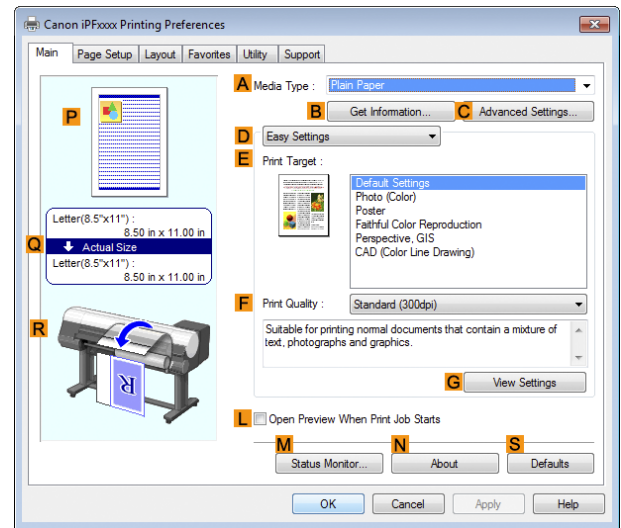 Canon iPFxxxx Printing Preferences
Main Page Setup Layout Favorites Utility Support
A Media Type : Plain Paper
B Get Information... C Advanced Settings...
D Easy Settings
E Print Target :
Default Settings
Photo (Color)
Poster
Faithful Color Reproduction
Perspective, GIS
CAD (Color Line Drawing)
P
Letter(8.5"x11") :
8.50 in x 11.00 in
Q Actual Size
Letter(8.5"x11") :
8.50 in x 11.00 in
R
R
F Print Quality : Standard (300dpi)
Suitable for printing normal documents that contain a mixture of
text, photographs and graphics.
G View Settings
L Open Preview When Print Job Starts
M Status Monitor... N About S Defaults
OK Cancel Apply Help